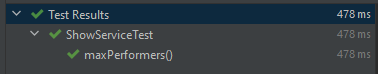 Test Results 478 ms
ShowServiceTest 478 ms
maxPerformers() 478 ms